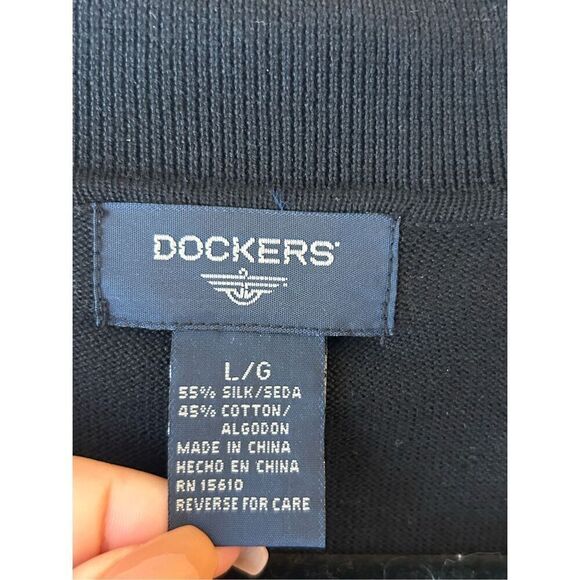 DOCKERS®
L/G
55% SILK/SEDA
45% COTTON/
ALGODON
MADE IN CHINA
HECHO EN CHINA
RN 15610
REVERSE FOR CARE